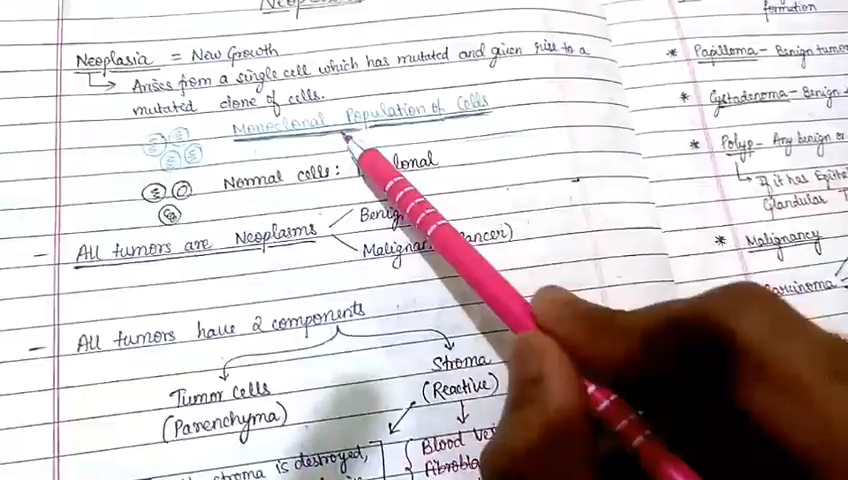 Neoplasia = New Growth
Arises from a single cell which has mutated and given rise to a
mutated clone of cells.
Monoclonal Population of Cells
Normal cells:
All tumors are Neoplasms
Malignan
ancer)
All tumors have 2 components
Tumor Cells
(Parenchyma)
Stroma
(Reactive)
stroma is destroyed,
Blood
formation
* Papilloma - Benign tumor
* Cystadenoma - Benign
* Polyp - Any benign or
If it has
Glandular
* Malignancy
arcinoma